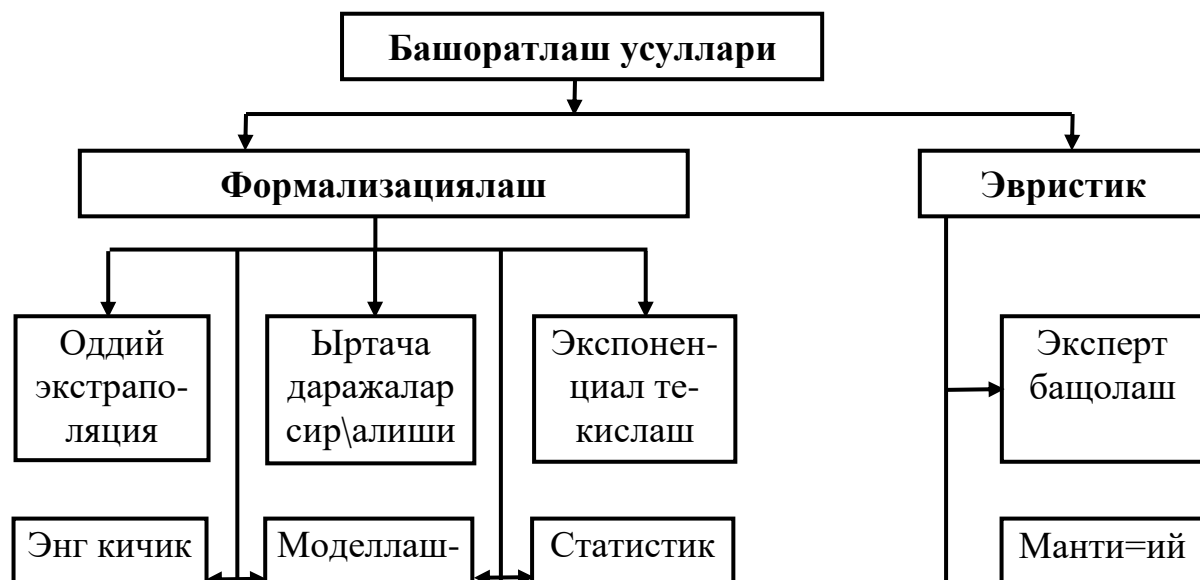 Башоратлаш усуллари
Формализациялаш
Эвристик
Оддий
экстрапо-
ляция
Ыртача
даражалар
сир\алиши
Экспонен-
циал те-
кислаш
Эксперт
бащолаш
Энг кичик
Моделлаш-
Статистик
Манти=ий